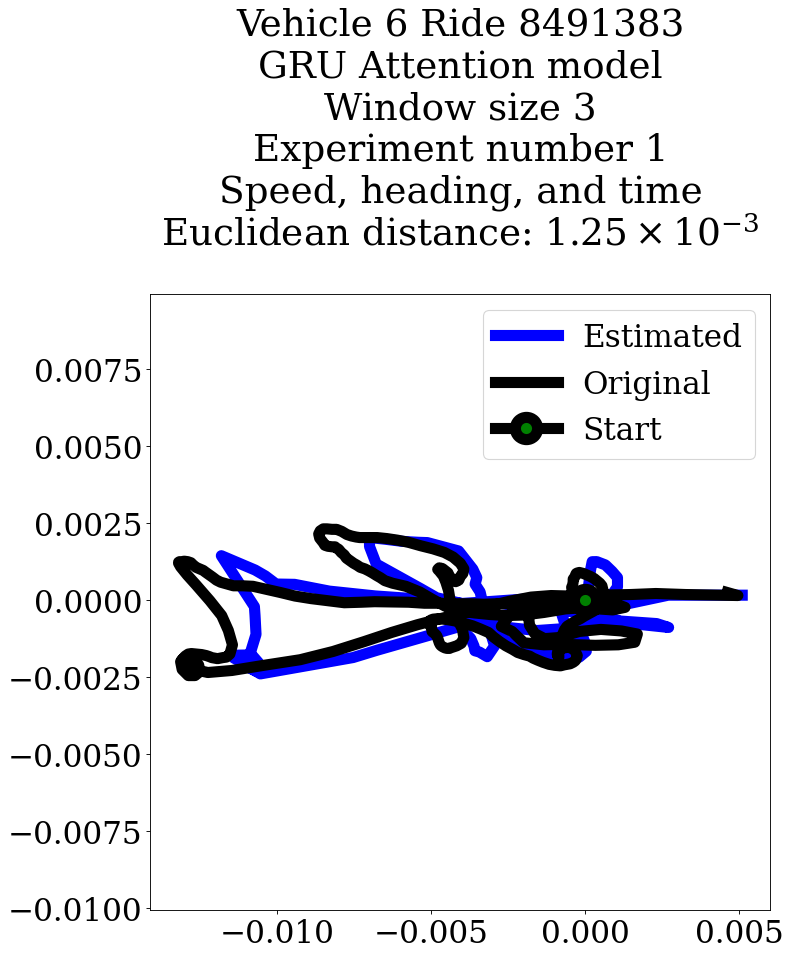 Vehicle 6 Ride 8491383
GRU Attention model
Window size 3
Experiment number 1
Speed, heading, and time
Euclidean distance: 1.25 × 10⁻³
Estimated
Original
Start
0.0075
0.0050
0.0025
0.0000
−0.0025
−0.0050
−0.0075
−0.0100
−0.010 −0.005 0.000 0.005